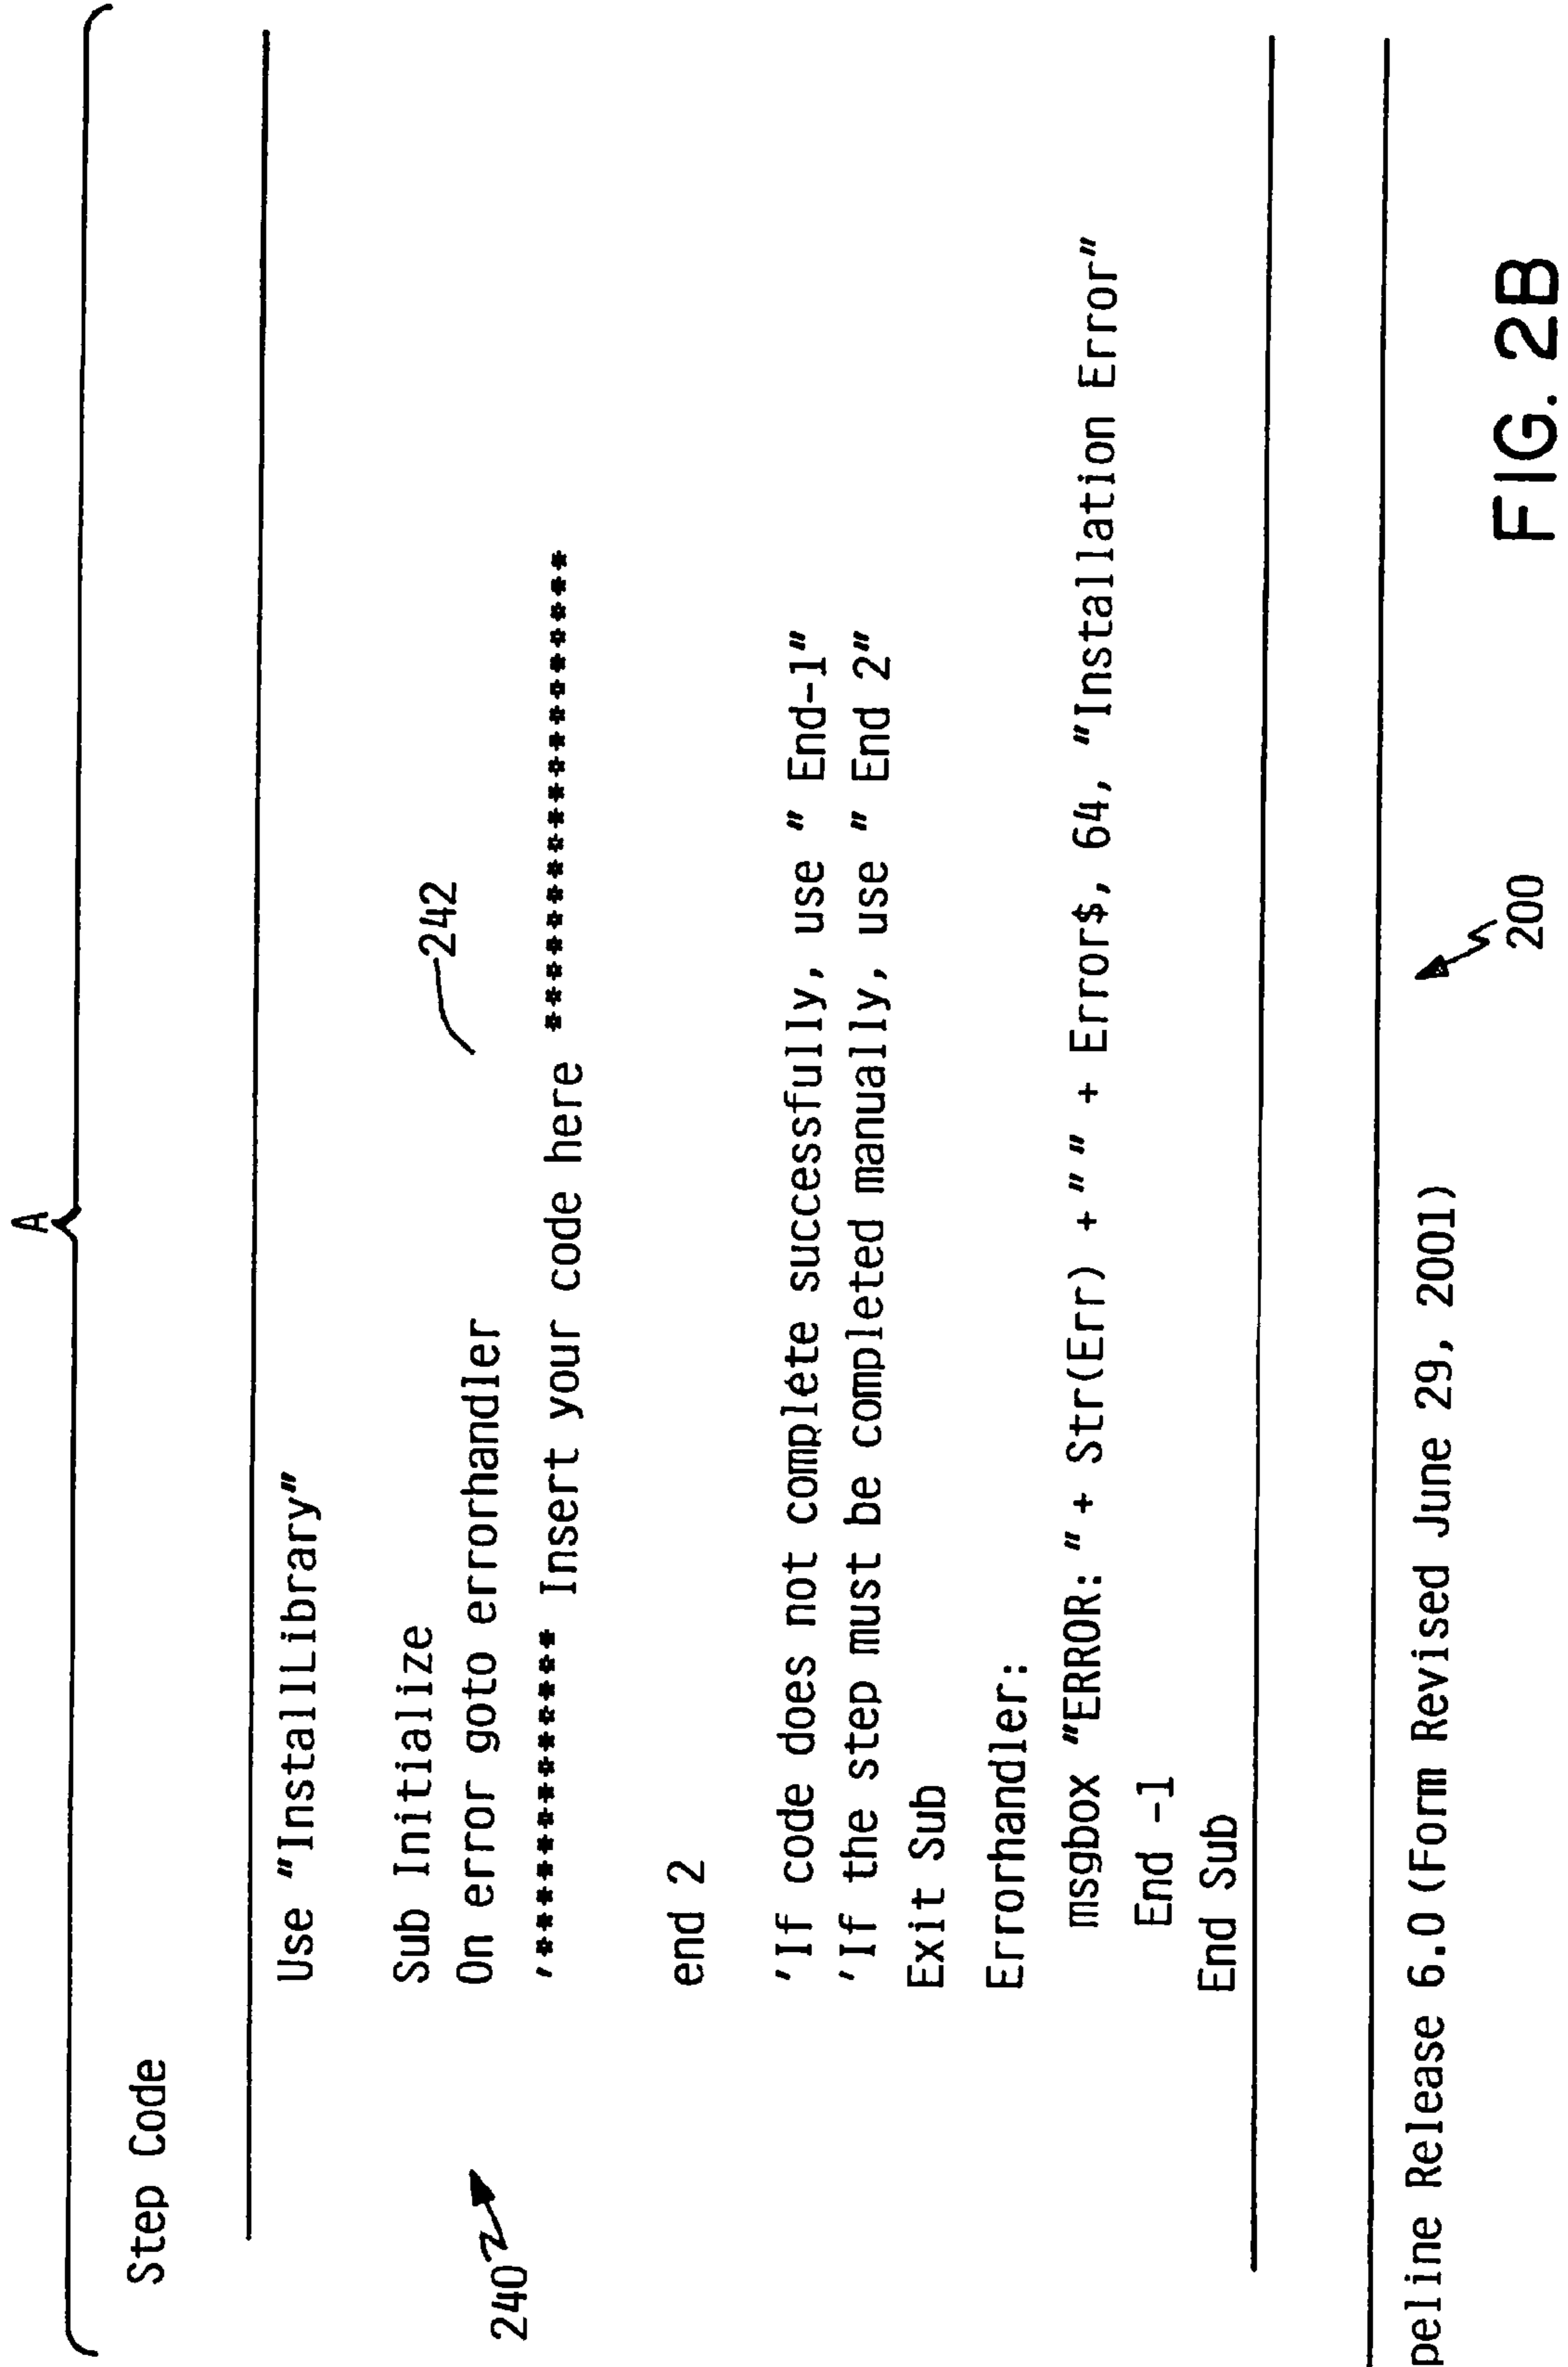 A
Step Code
Use "InstallLibrary"
240
242
Sub Initialize
On error goto errorhandler
'************ Insert your code here *******************
end 2
'If code does not complete successfully, use " End-1"
'If the step must be completed manually, use " End 2"
Exit Sub
Errorhandler:
msgbox "ERROR: " + Str(Err) + " " + Error$, 64, "Installation Error"
End -1
End Sub
peline Release 6.0 (Form Revised June 29, 2001)
200
FIG. 2B